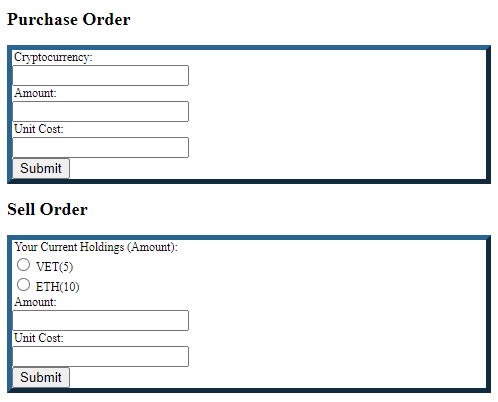 Purchase Order
Cryptocurrency:
Amount:
Unit Cost:
Submit
Sell Order
Your Current Holdings (Amount):
VET(5)
ETH(10)
Amount:
Unit Cost:
Submit